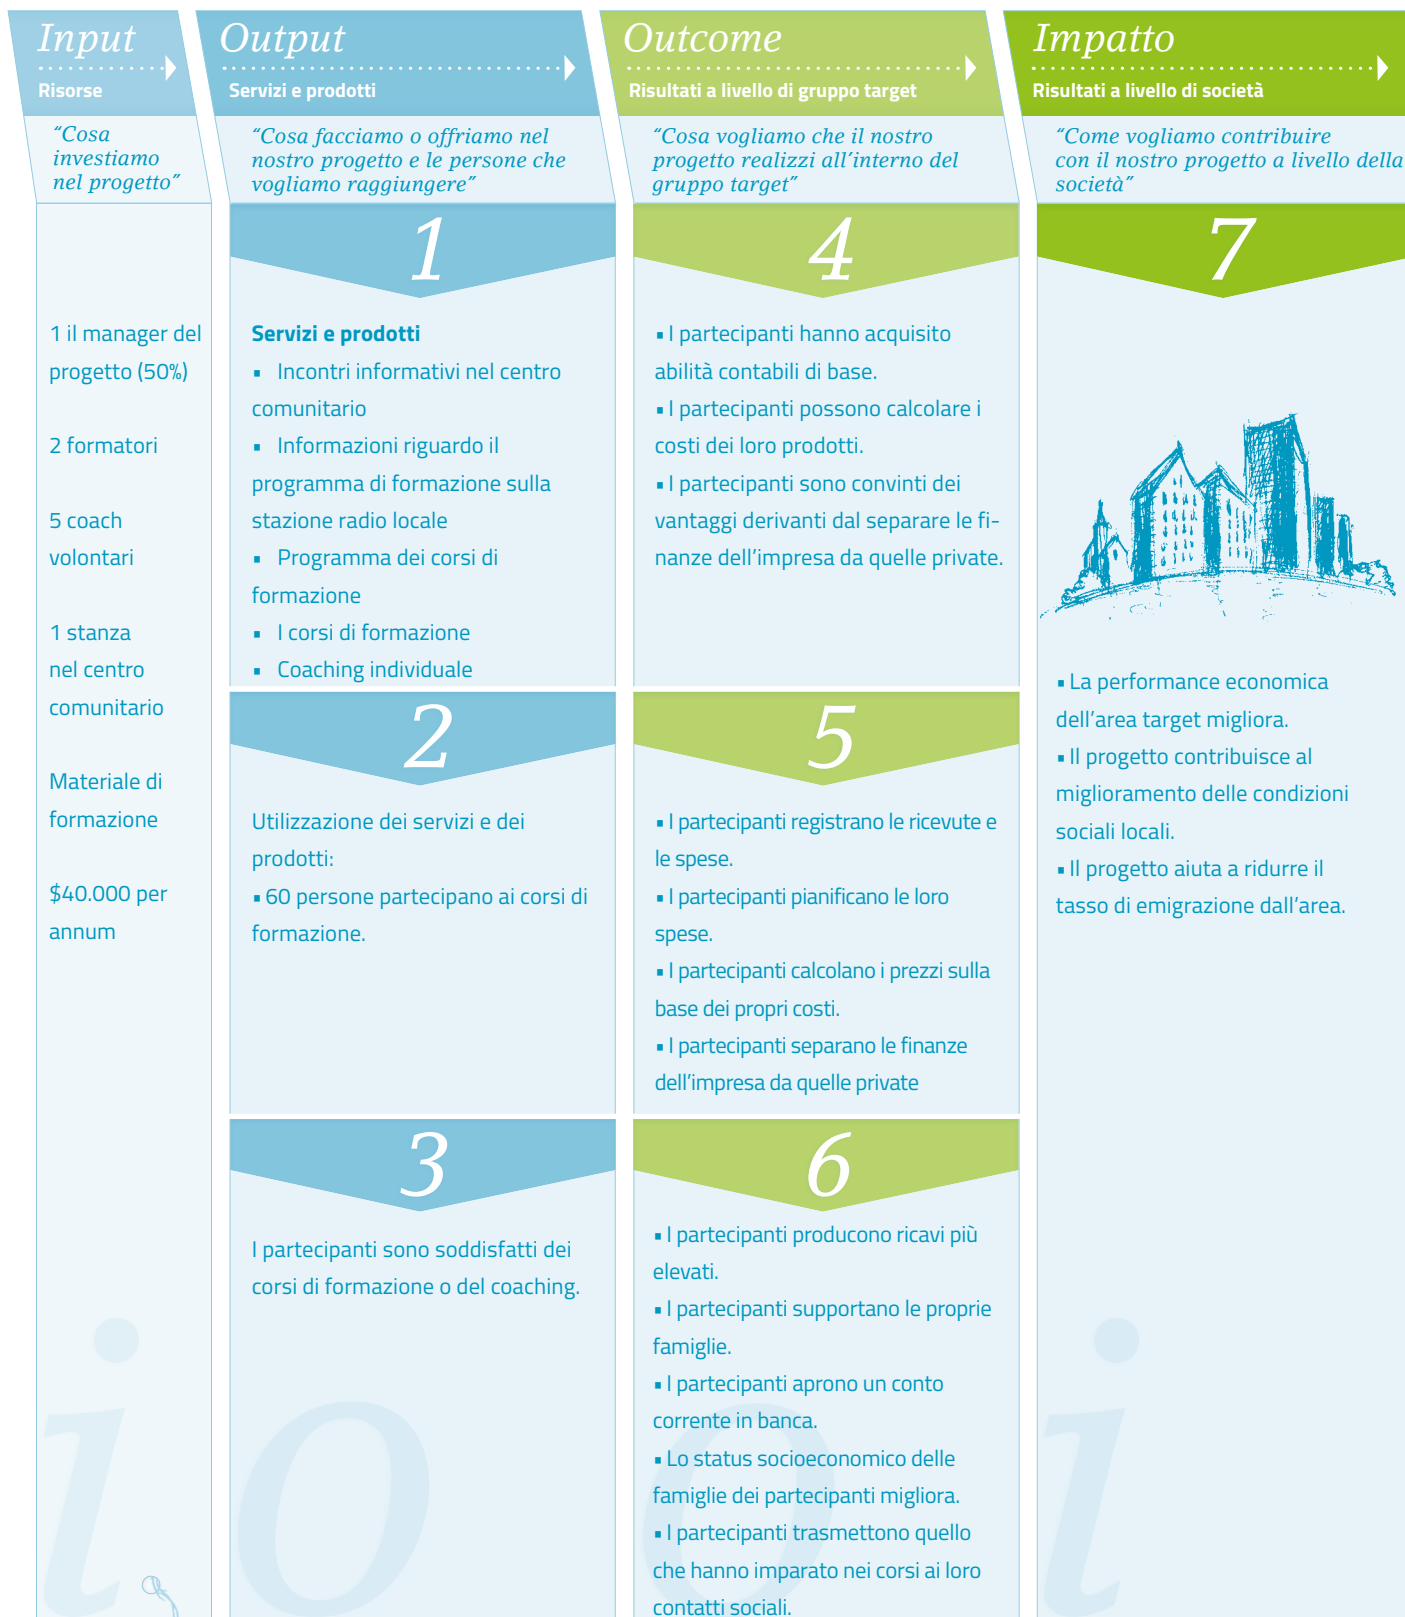 Input
Risorse
"Cosa
investiamo
nel progetto"
1 il manager del
progetto (50%)
2 formatori
5 coach
volontari
1 stanza
nel centro
comunitario
Materiale di
formazione
$40.000 per
annum
Output
Servizi e prodotti
"Cosa facciamo o offriamo nel
nostro progetto e le persone che
vogliamo raggiungere"
1
Servizi e prodotti
▪ Incontri informativi nel centro
comunitario
▪ Informazioni riguardo il
programma di formazione sulla
stazione radio locale
▪ Programma dei corsi di
formazione
▪ I corsi di formazione
▪ Coaching individuale
2
Utilizzazione dei servizi e dei
prodotti:
▪ 60 persone partecipano ai corsi di
formazione.
3
I partecipanti sono soddisfatti dei
corsi di formazione o del coaching.
Outcome
Risultati a livello di gruppo target
"Cosa vogliamo che il nostro
progetto realizzi all'interno del
gruppo target"
4
▪ I partecipanti hanno acquisito
abilità contabili di base.
▪ I partecipanti possono calcolare i
costi dei loro prodotti.
▪ I partecipanti sono convinti dei
vantaggi derivanti dal separare le fi-
nanze dell'impresa da quelle private.
5
▪ I partecipanti registrano le ricevute e
le spese.
▪ I partecipanti pianificano le loro
spese.
▪ I partecipanti calcolano i prezzi sulla
base dei propri costi.
▪ I partecipanti separano le finanze
dell'impresa da quelle private
6
▪ I partecipanti producono ricavi più
elevati.
▪ I partecipanti supportano le proprie
famiglie.
▪ I partecipanti aprono un conto
corrente in banca.
▪ Lo status socioeconomico delle
famiglie dei partecipanti migliora.
▪ I partecipanti trasmettono quello
che hanno imparato nei corsi ai loro
contatti sociali.
Impatto
Risultati a livello di società
"Come vogliamo contribuire
con il nostro progetto a livello della
società"
7
▪ La performance economica
dell'area target migliora.
▪ Il progetto contribuisce al
miglioramento delle condizioni
sociali locali.
▪ Il progetto aiuta a ridurre il
tasso di emigrazione dall'area.
i
o
o
i